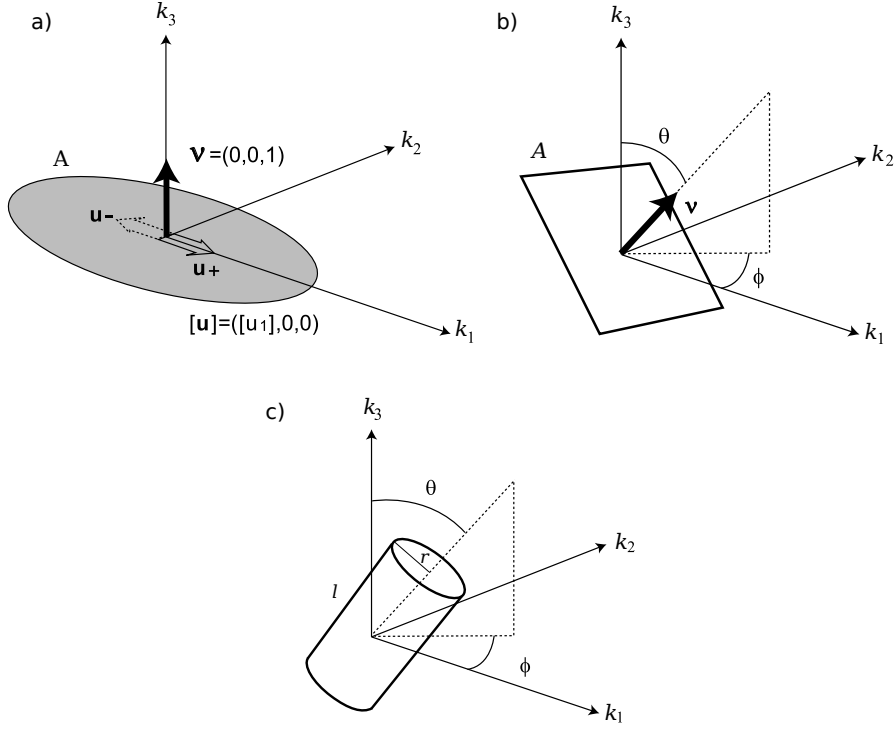 a)
k3
ν=(0,0,1)
k2
A
u-
u+
[u]=([u1],0,0)
k1
b)
k3
θ
A
k2
ν
ϕ
k1
c)
k3
θ
k2
r
l
ϕ
k1